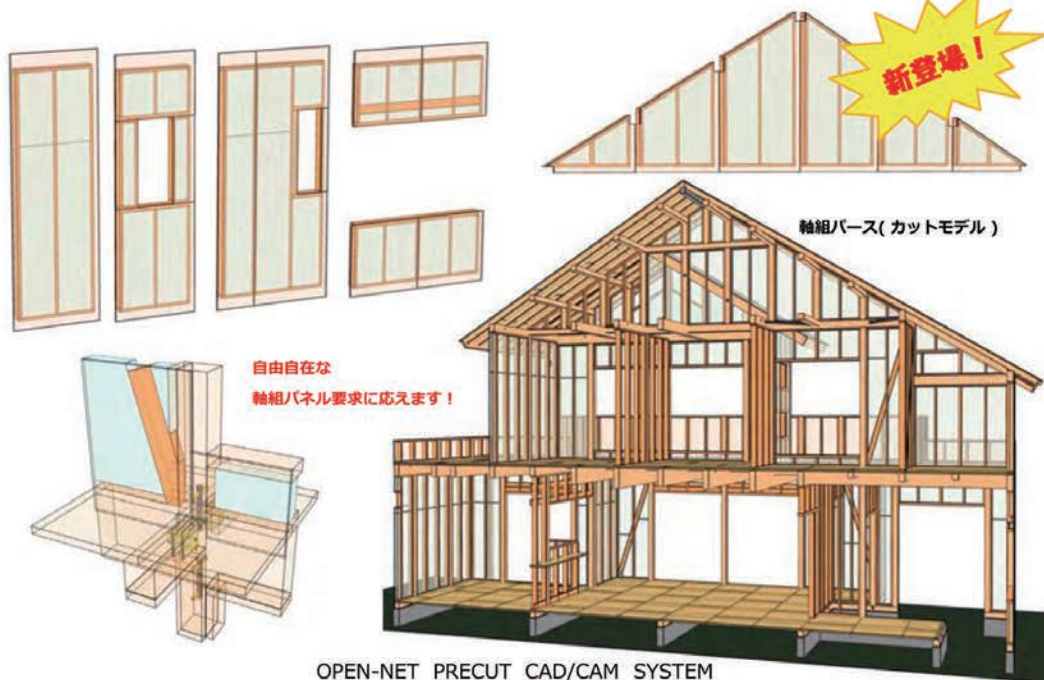 新登場！
軸組パース( カットモデル )
自由自在な
軸組パネル要求に応えます！
OPEN-NET PRECUT CAD/CAM SYSTEM